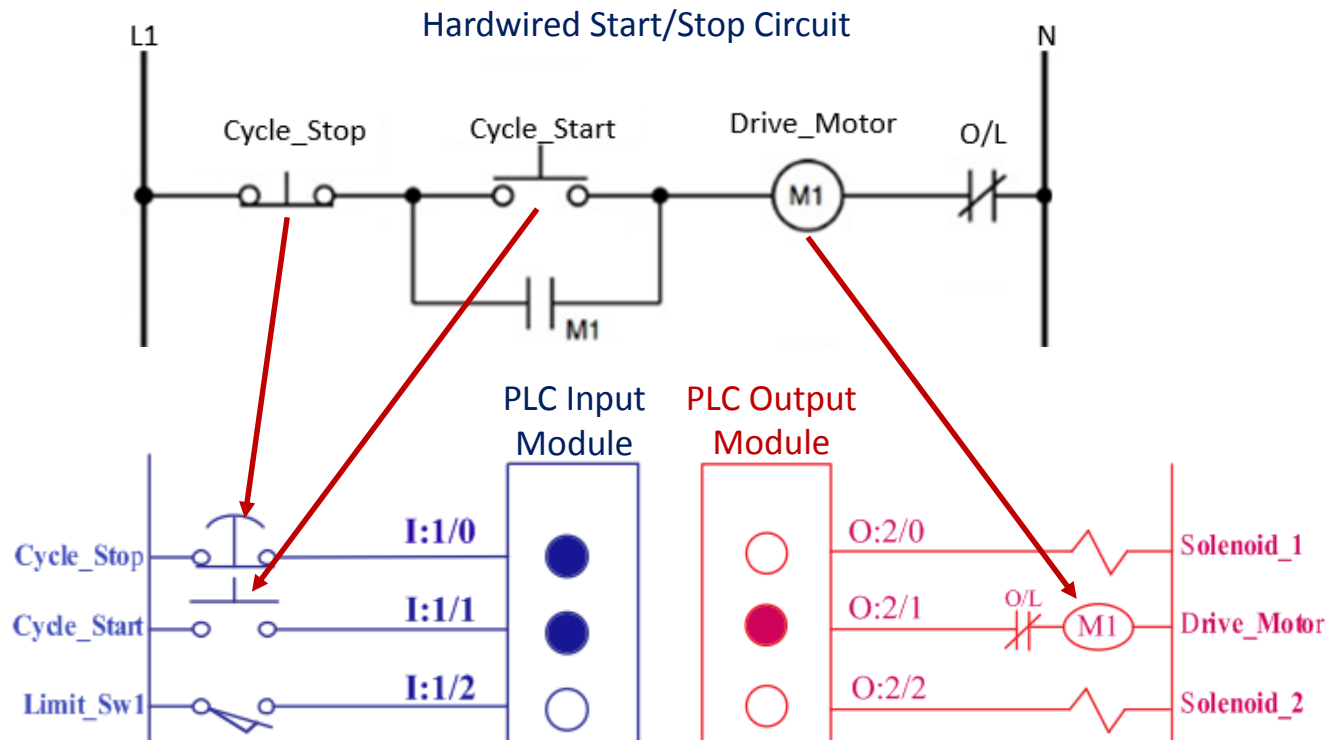 Hardwired Start/Stop Circuit
L1
N
Cycle_Stop
Cycle_Start
Drive_Motor
O/L
M1
M1
PLC Input
Module
PLC Output
Module
Cycle_Stop
I:1/0
O:2/0
Solenoid_1
Cycle_Start
I:1/1
O:2/1
O/L
M1
Drive_Motor
Limit_Sw1
I:1/2
O:2/2
Solenoid_2